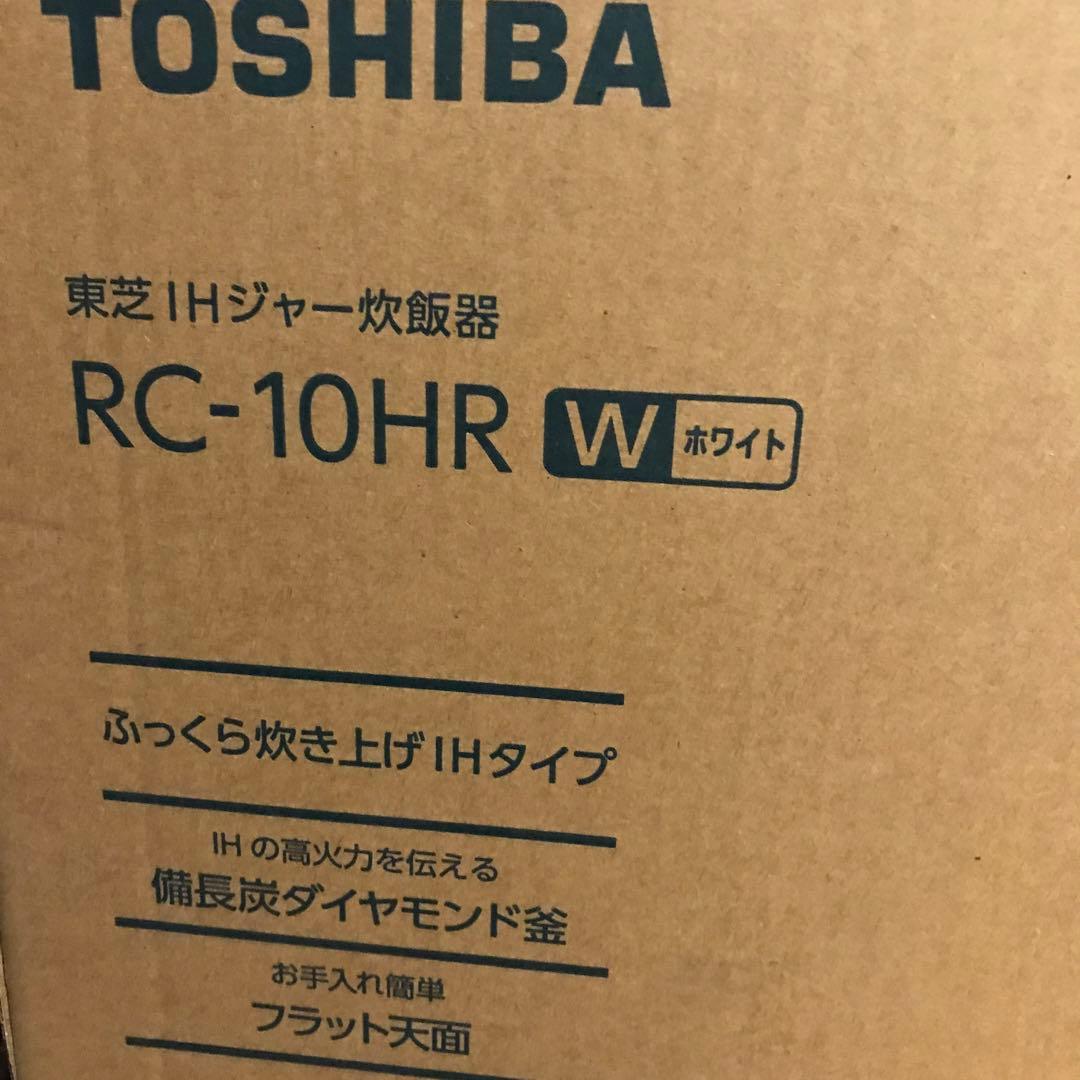 TOSHIBA
東芝IHジャー炊飯器
RC-10HR W ホワイト
ふっくら炊き上げIHタイプ
IHの高火力を伝える
備長炭ダイヤモンド釜
お手入れ簡単
フラット天面